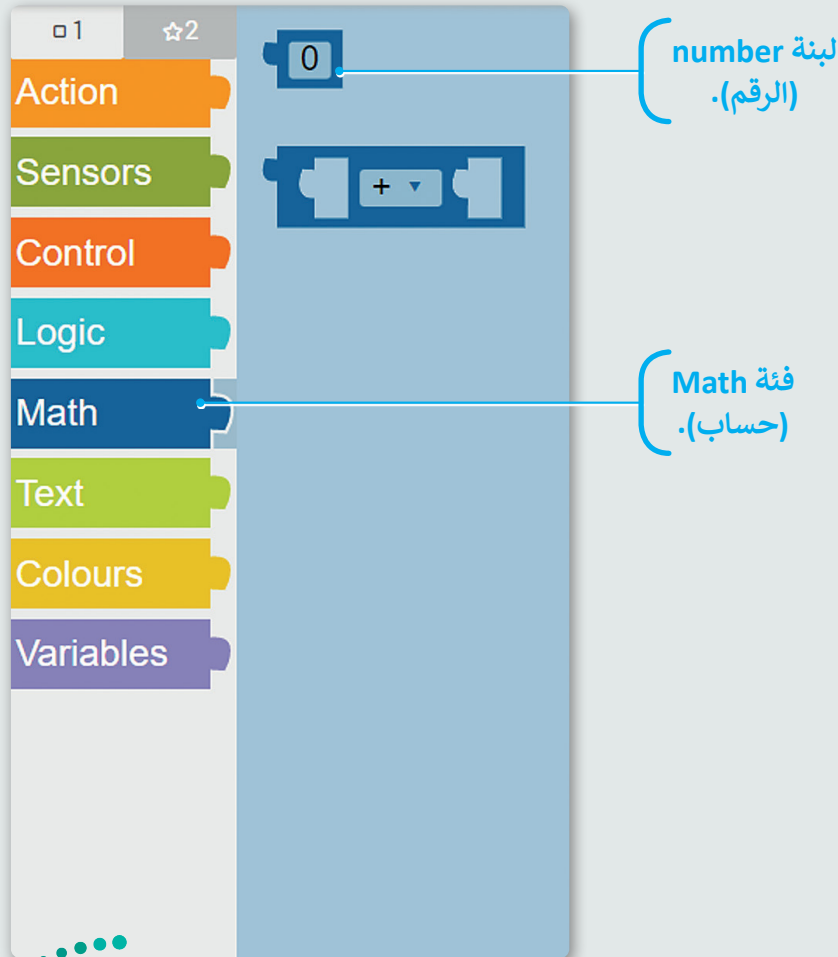 1
☆2
Action
Sensors
Control
Logic
Math
Text
Colours
Variables
0
+ ▾
لبنة number
(الرقم).
فئة Math
(حساب).